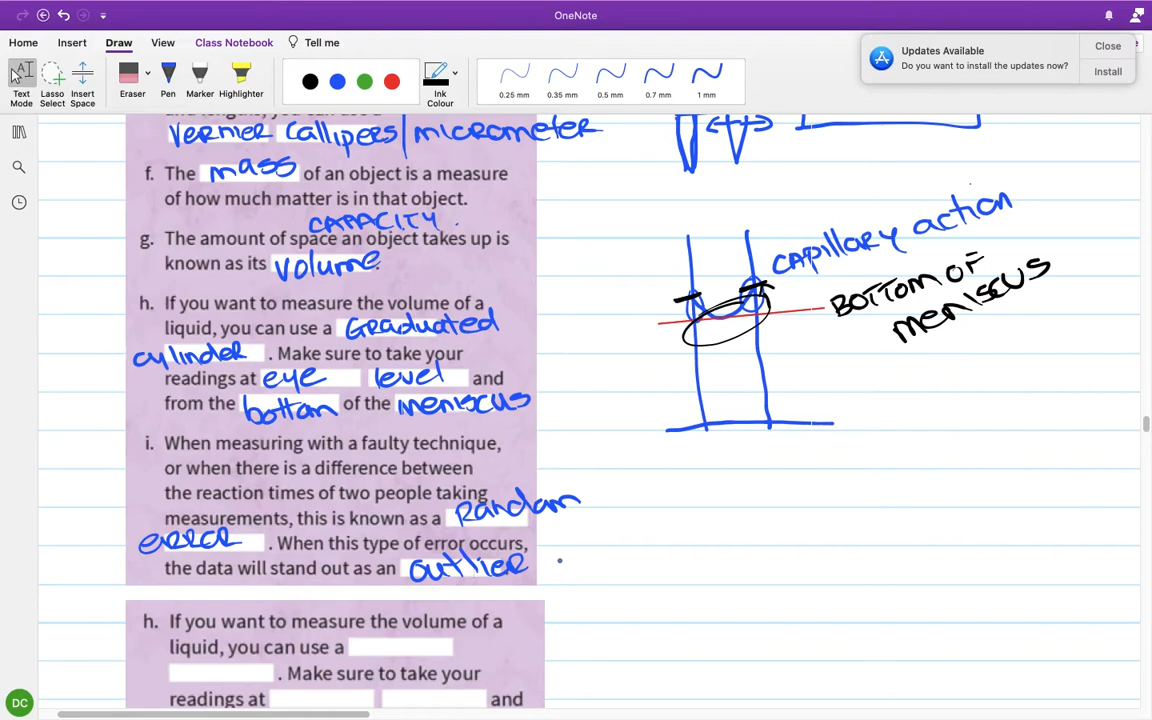 OneNote
Home Insert Draw View Class Notebook Tell me
Updates Available
Do you want to install the updates now?
Close
Install
Text Mode
Lasso Select
Insert Space
Eraser
Pen
Marker
Highlighter
Ink Colour
0.25 mm
0.35 mm
0.5 mm
0.7 mm
1 mm
vernier callipers/micrometer
f. The mass of an object is a measure
of how much matter is in that object.
CAPACITY.
g. The amount of space an object takes up is
known as its volume.
h. If you want to measure the volume of a
liquid, you can use a Graduated
cylinder. Make sure to take your
readings at eye level and
from the bottom of the meniscus
i. When measuring with a faulty technique,
or when there is a difference between
the reaction times of two people taking
measurements, this is known as a Random
error. When this type of error occurs,
the data will stand out as an outlier .
capillary action
BOTTOM OF
meniscus
h. If you want to measure the volume of a
liquid, you can use a
. Make sure to take your
readings at and
DC